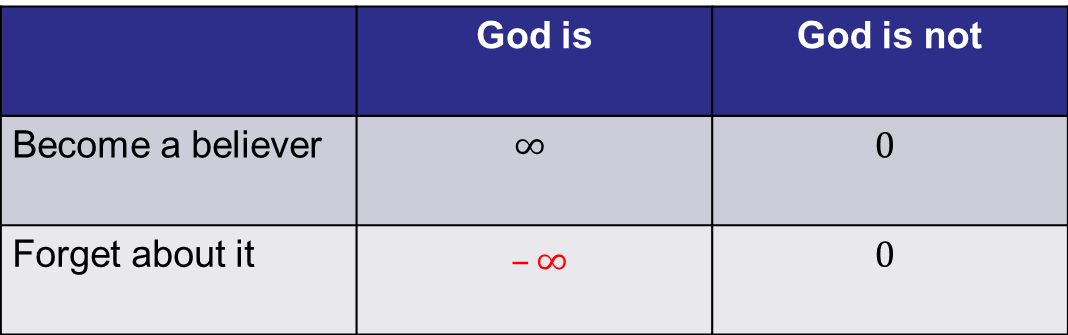 God is God is not
Become a believer ∞ 0
Forget about it – ∞ 0